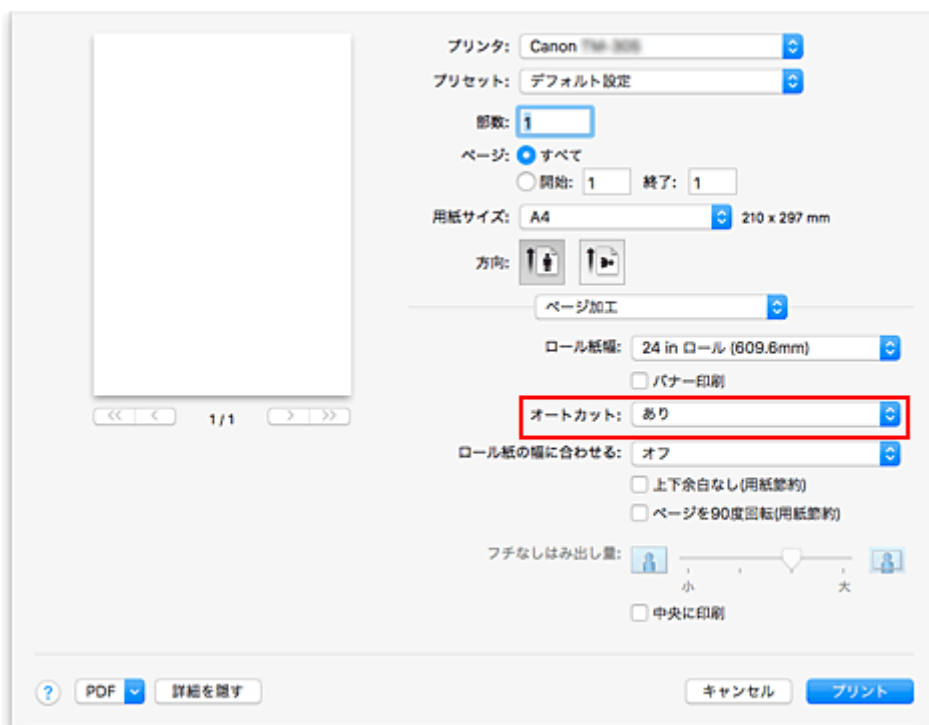 プリンタ: Canon
プリセット: デフォルト設定
部数: 1
ページ: すべて
開始: 1 終了: 1
用紙サイズ: A4 210 x 297 mm
方向:
ページ加工
ロール紙幅: 24 in ロール (609.6mm)
バナー印刷
1/1
オートカット: あり
ロール紙の幅に合わせる: オフ
上下余白なし(用紙節約)
ページを90度回転(用紙節約)
フチなしはみ出し量:
小 大
中央に印刷
? PDF 詳細を隠す キャンセル プリント